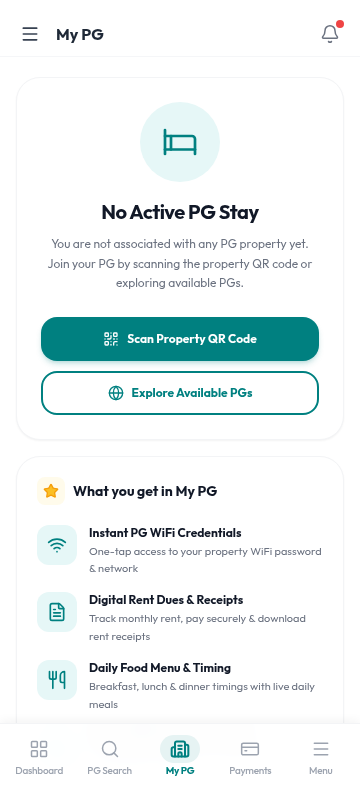 My PG
No Active PG Stay
You are not associated with any PG property yet.
Join your PG by scanning the property QR code or
exploring available PGs.
Scan Property QR Code
Explore Available PGs
What you get in My PG
Instant PG WiFi Credentials
One-tap access to your property WiFi password
& network
Digital Rent Dues & Receipts
Track monthly rent, pay securely & download
rent receipts
Daily Food Menu & Timing
Breakfast, lunch & dinner timings with live daily
meals
Dashboard
PG Search
My PG
Payments
Menu